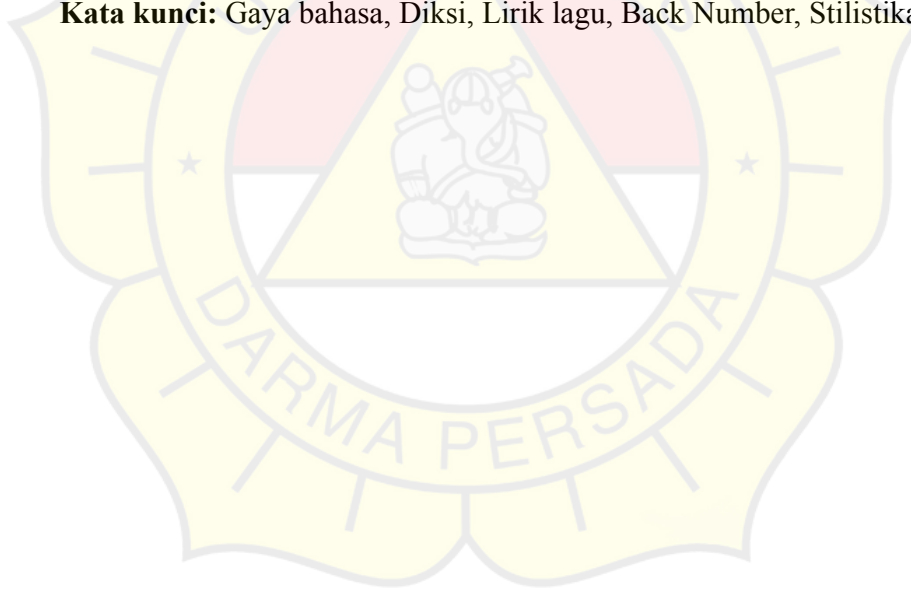 Kata kunci: Gaya bahasa, Diksi, Lirik lagu, Back Number, Stilistika
DARMA PERSADA